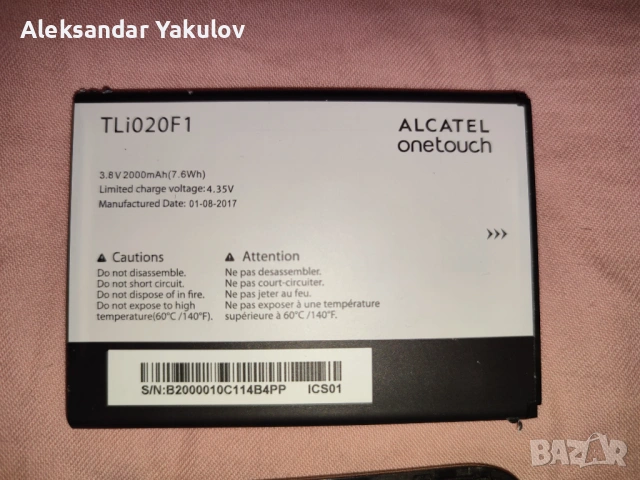 Aleksandar Yakulov
TLi020F1
ALCATEL
onetouch
3.8V 2000mAh(7.6Wh)
Limited charge voltage: 4.35V
Manufactured Date: 01-08-2017
>>>
Cautions
Do not disassemble.
Do not short circuit.
Do not dispose of in fire.
Do not expose to high
temperature(60°C /140°F).
Attention
Ne pas desassembler.
Ne pas court-circuiter.
Ne pas jeter au feu.
Ne pas exposer à une température
supérieure à 60°C /140°F.
S/N:B2000010C114B4PP ICS01
BAZAR
bg